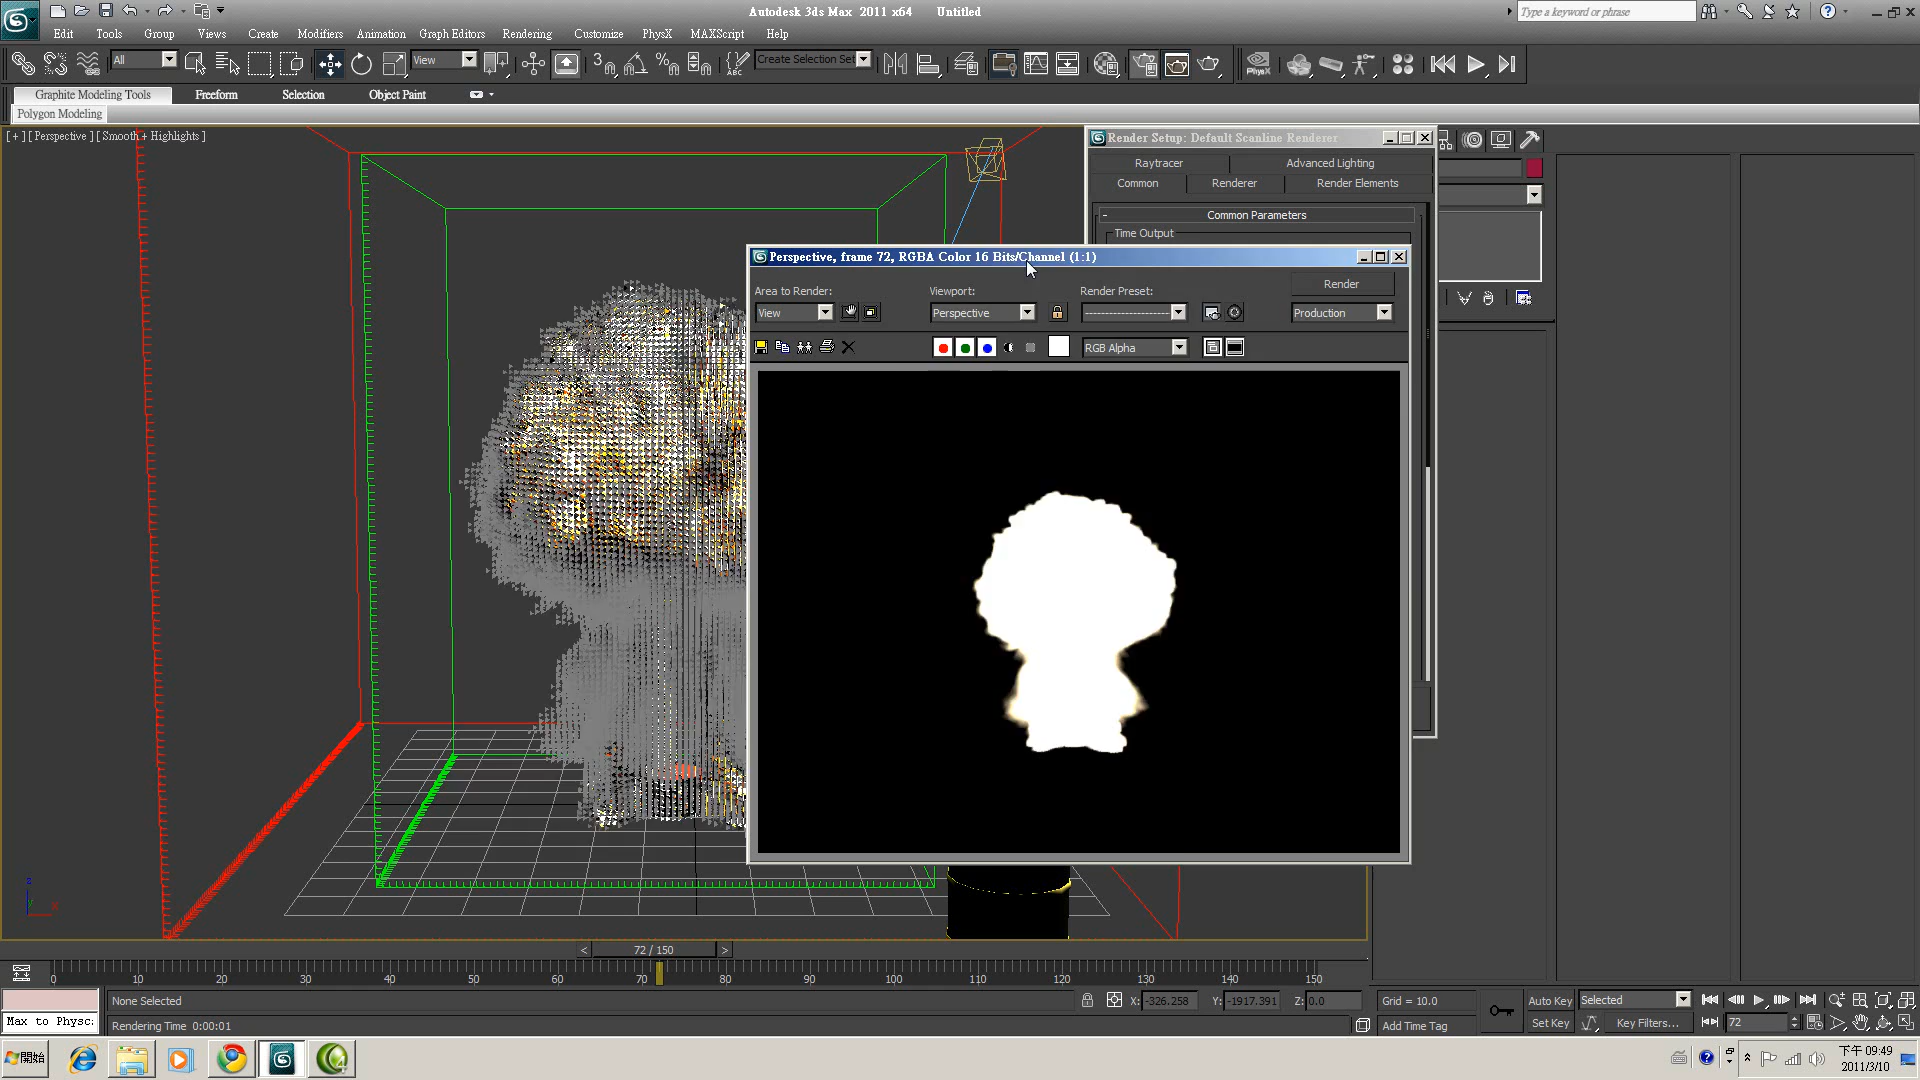 Autodesk 3ds Max 2011 x64 Untitled
Type a keyword or phrase
Edit Tools Group Views Create Modifiers Animation Graph Editors Rendering Customize PhysX MAXScript Help
All
View
3
Create Selection Set
PhysX
Graphite Modeling Tools Freeform Selection Object Paint
Polygon Modeling
[ + ] [ Perspective ] [ Smooth + Highlights ]
Render Setup: Default Scanline Renderer
Raytracer Advanced Lighting
Common Renderer Render Elements
- Common Parameters
Time Output
Perspective, frame 72, RGBA Color 16 Bits/Channel (1:1)
Area to Render: Viewport: Render Preset: Render
View Perspective Production
RGB Alpha
< 72 / 150 >
0 10 20 30 40 50 60 70 80 90 100 110 120 130 140 150
None Selected X: -326.258 Y: -1917.391 Z: 0.0 Grid = 10.0 Auto Key Selected
Max to Physc:
Rendering Time 0:00:01 Add Time Tag Set Key Key Filters... 72
開始
下午 09:49
2011/3/10